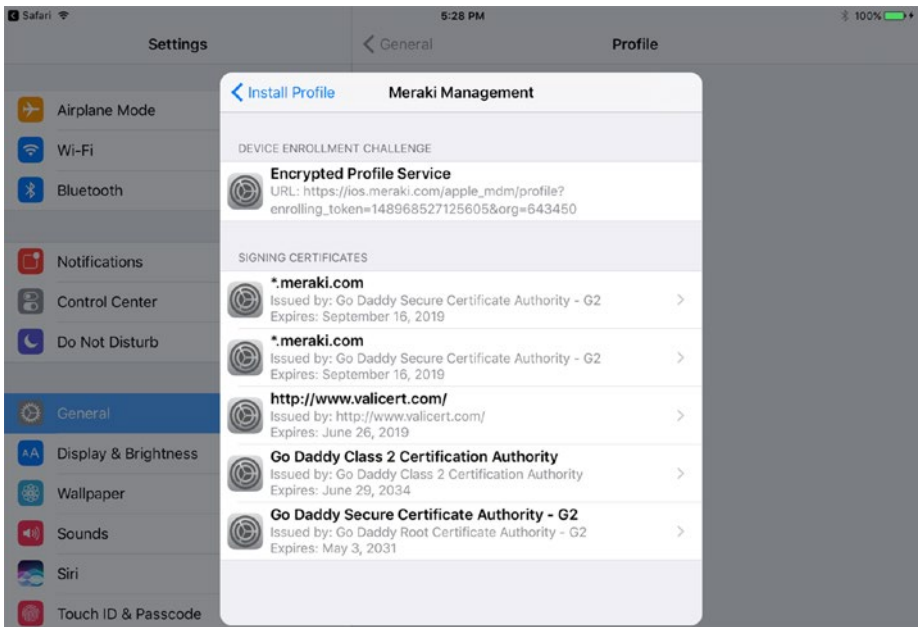 Safari 5:28 PM 100%
Settings
General Profile
Install Profile Meraki Management
Airplane Mode
Wi-Fi
Bluetooth
Notifications
Control Center
Do Not Disturb
General
AA Display & Brightness
Wallpaper
Sounds
Siri
Touch ID & Passcode
DEVICE ENROLLMENT CHALLENGE
Encrypted Profile Service
URL: https://ios.meraki.com/apple_mdm/profile?
enrolling_token=148968527125605&org=643450
SIGNING CERTIFICATES
*.meraki.com
Issued by: Go Daddy Secure Certificate Authority - G2
Expires: September 16, 2019
*.meraki.com
Issued by: Go Daddy Secure Certificate Authority - G2
Expires: September 16, 2019
http://www.valicert.com/
Issued by: http://www.valicert.com/
Expires: June 26, 2019
Go Daddy Class 2 Certification Authority
Issued by: Go Daddy Class 2 Certification Authority
Expires: June 29, 2034
Go Daddy Secure Certificate Authority - G2
Issued by: Go Daddy Root Certificate Authority - G2
Expires: May 3, 2031